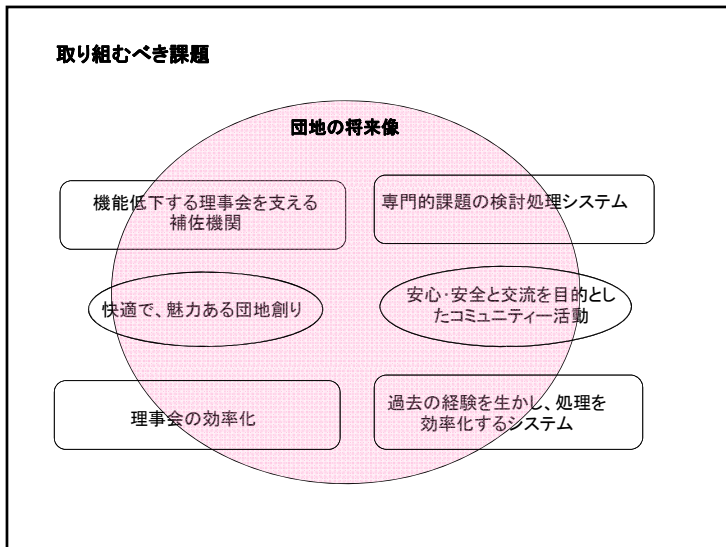 取り組むべき課題
団地の将来像
機能低下する理事会を支える
補佐機関
専門的課題の検討処理システム
快適で、魅力ある団地創り
安心・安全と交流を目的とし
たコミュニティー活動
理事会の効率化
過去の経験を生かし、処理を
効率化するシステム